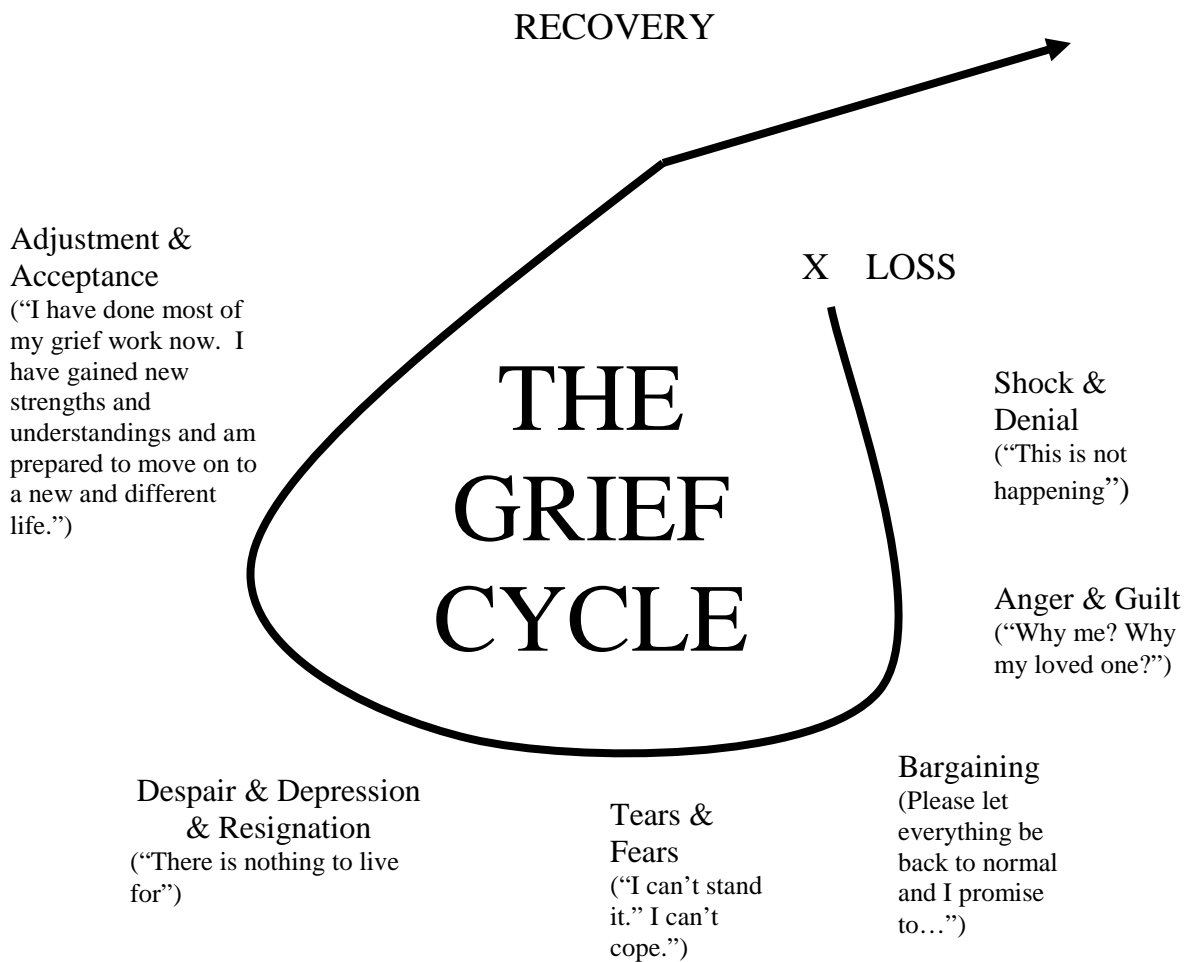 RECOVERY
X LOSS
THE
GRIEF
CYCLE
Shock &
Denial
(“This is not
happening”)
Anger & Guilt
(“Why me? Why
my loved one?”)
Bargaining
(Please let
everything be
back to normal
and I promise
to…”)
Tears &
Fears
(“I can’t stand
it.” I can’t
cope.”)
Despair & Depression
& Resignation
(“There is nothing to live
for”)
Adjustment &
Acceptance
(“I have done most of
my grief work now.  I
have gained new
strengths and
understandings and am
prepared to move on to
a new and different
life.”)